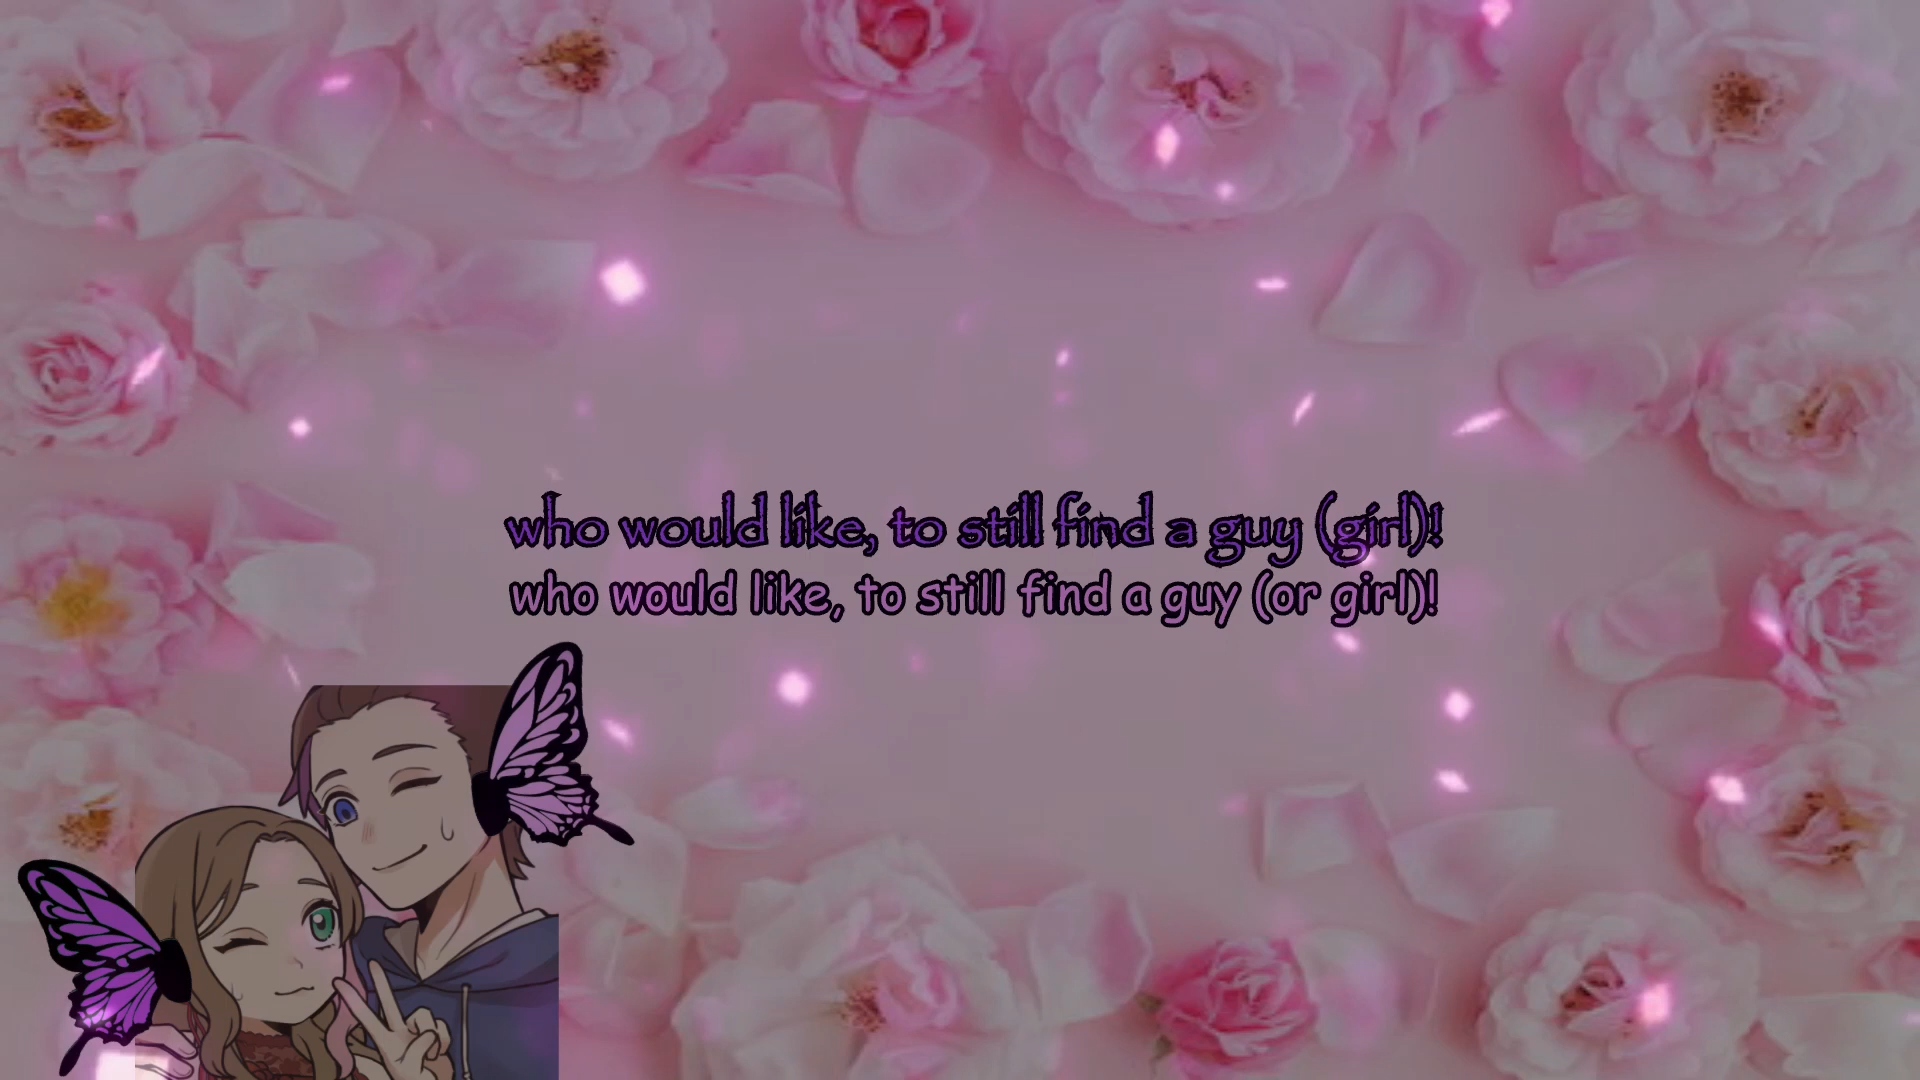 who would like, to still find a guy (girl)!
who would like, to still find a guy (or girl)!